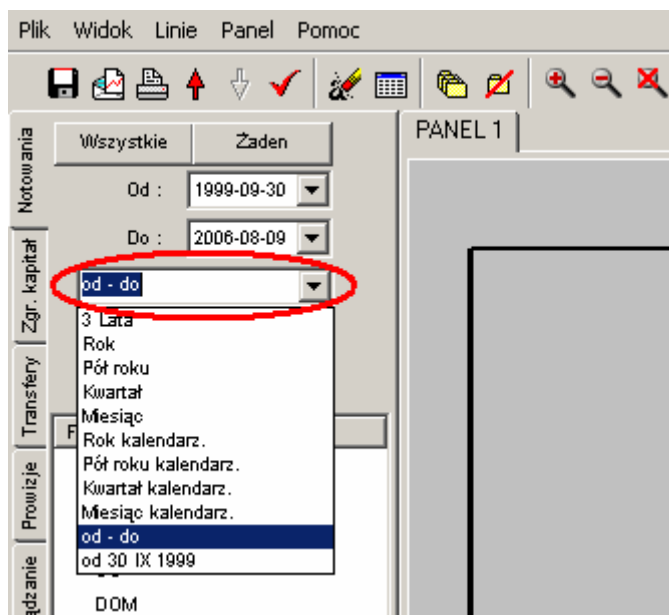 Plik Widok Linie Panel Pomoc
PANEL 1
Notowania
Zgr. kapitał
Transfery
Prowizje
Wszystkie Żaden
Od : 1999-09-30
Do : 2006-08-09
od - do
3 Lata
Rok
Pół roku
Kwartał
Miesiąc
Rok kalendarz.
Pół roku kalendarz.
Kwartał kalendarz.
Miesiąc kalendarz.
od - do
od 30 IX 1999
DOM